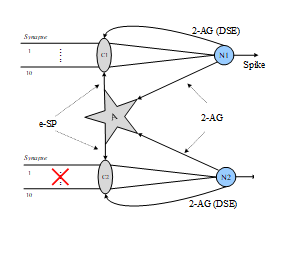 2-AG (DSE)
Synapse
1
10
C1
N1
Spike
e-SP
A
2-AG
Synapse
1
10
C2
N2
2-AG (DSE)